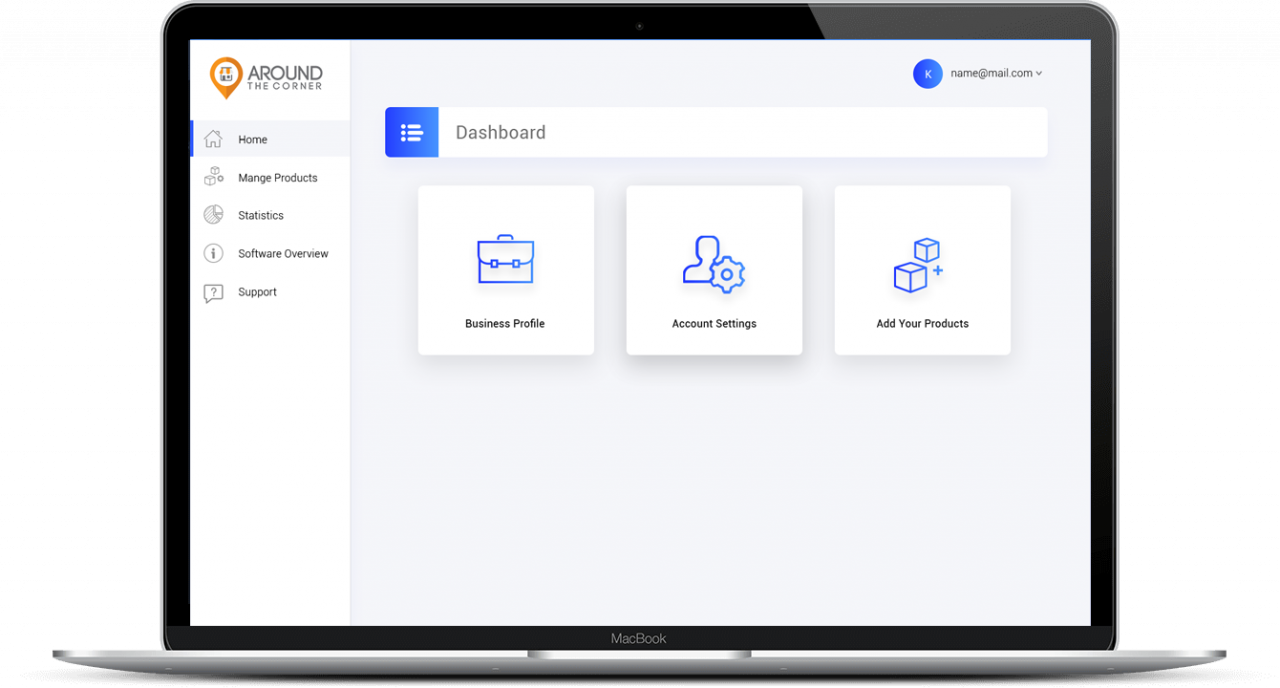 AROUND
THE CORNER
K
name@mail.com
Home
Dashboard
Mange Products
Statistics
Software Overview
Support
Business Profile
Account Settings
Add Your Products
MacBook